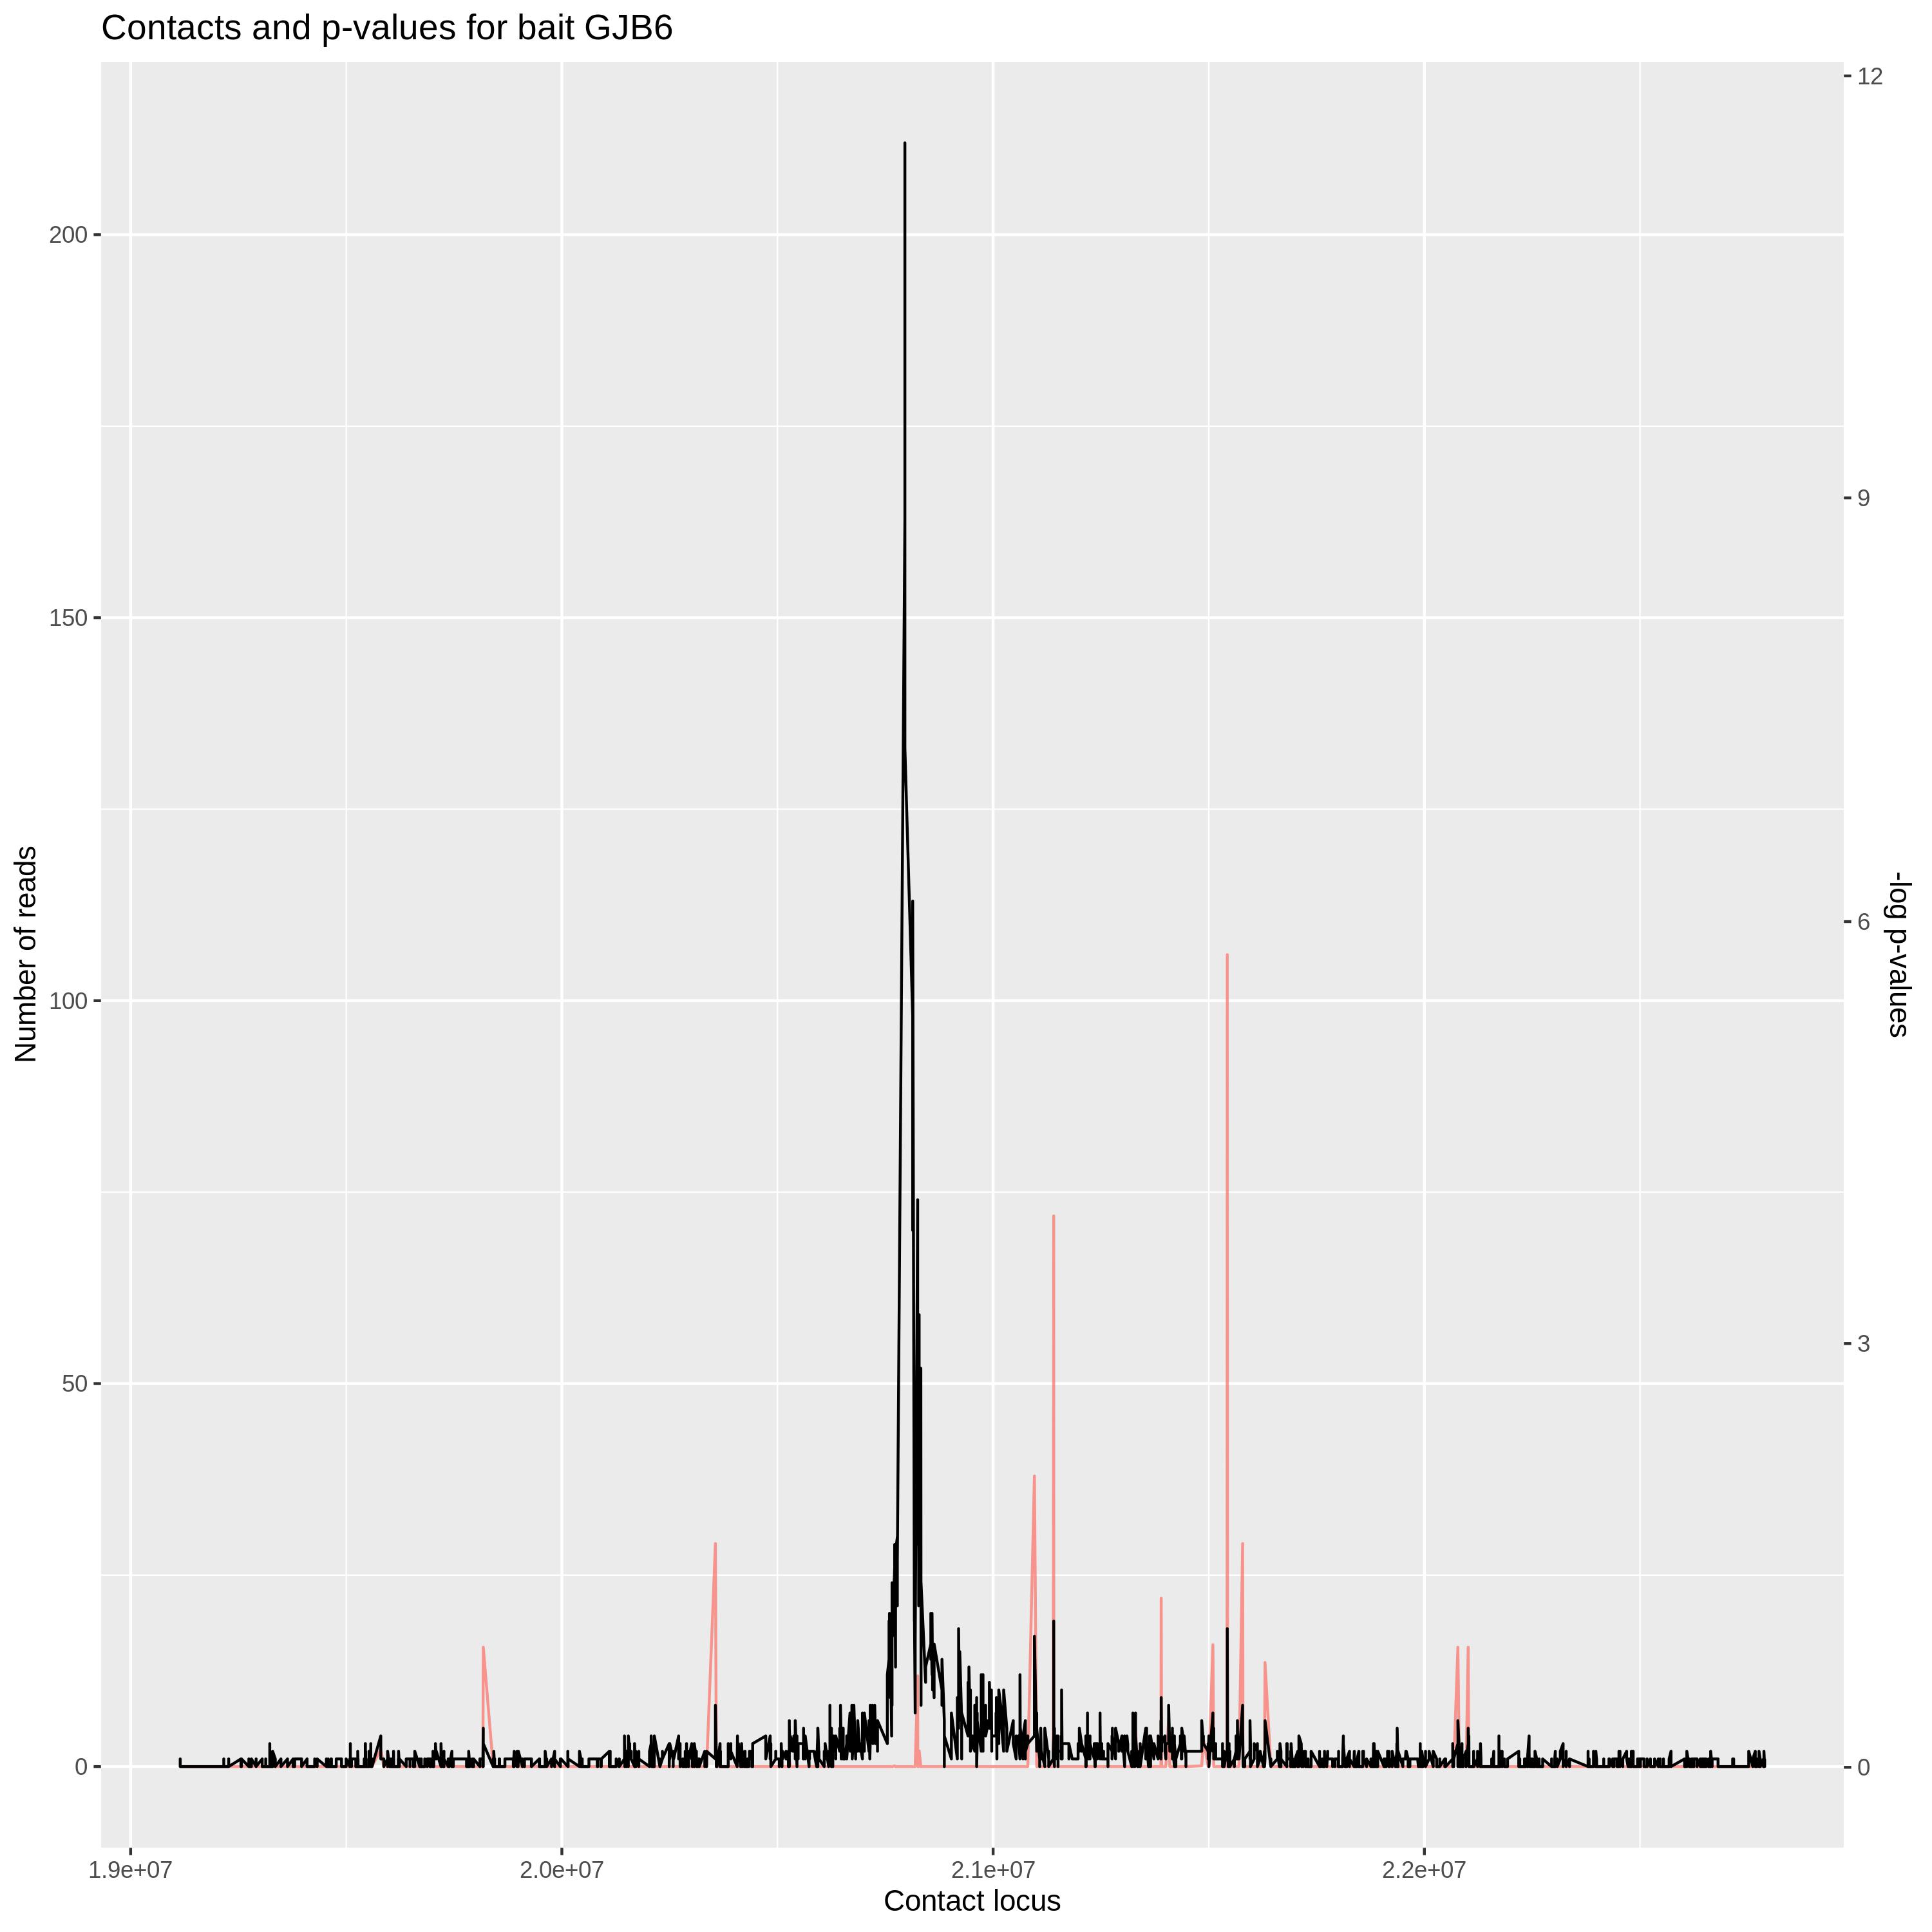 Contacts and p-values for bait GJB6
12
200
9
150
Number of reads
6
-log p-values
100
3
50
0
0
1.9e+07 2.0e+07 2.1e+07 2.2e+07
Contact locus